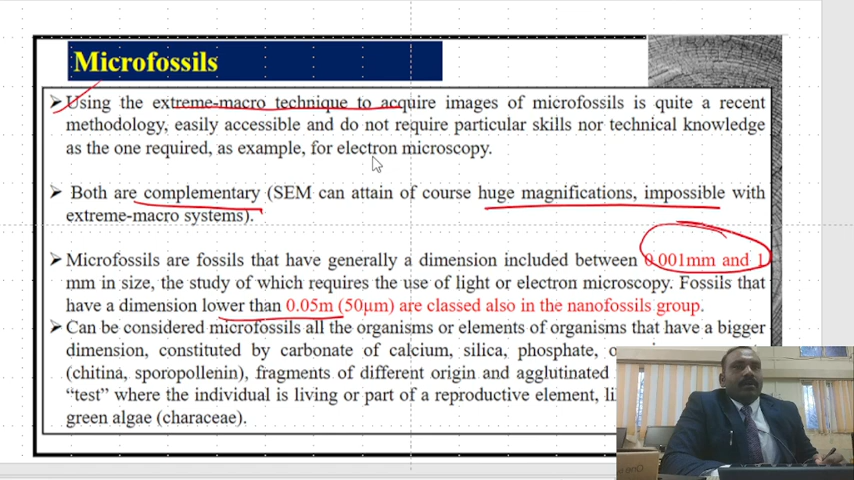 Microfossils
➢ Using the extreme-macro technique to acquire images of microfossils is quite a recent
methodology, easily accessible and do not require particular skills nor technical knowledge
as the one required, as example, for electron microscopy.
➢ Both are complementary (SEM can attain of course huge magnifications, impossible with
extreme-macro systems).
➢ Microfossils are fossils that have generally a dimension included between 0.001mm and 1
mm in size, the study of which requires the use of light or electron microscopy. Fossils that
have a dimension lower than 0.05m (50µm) are classed also in the nanofossils group.
➢ Can be considered microfossils all the organisms or elements of organisms that have a bigger
dimension, constituted by carbonate of calcium, silica, phosphate,
(chitina, sporopollenin), fragments of different origin and agglutinated
"test" where the individual is living or part of a reproductive element,
green algae (characeae).